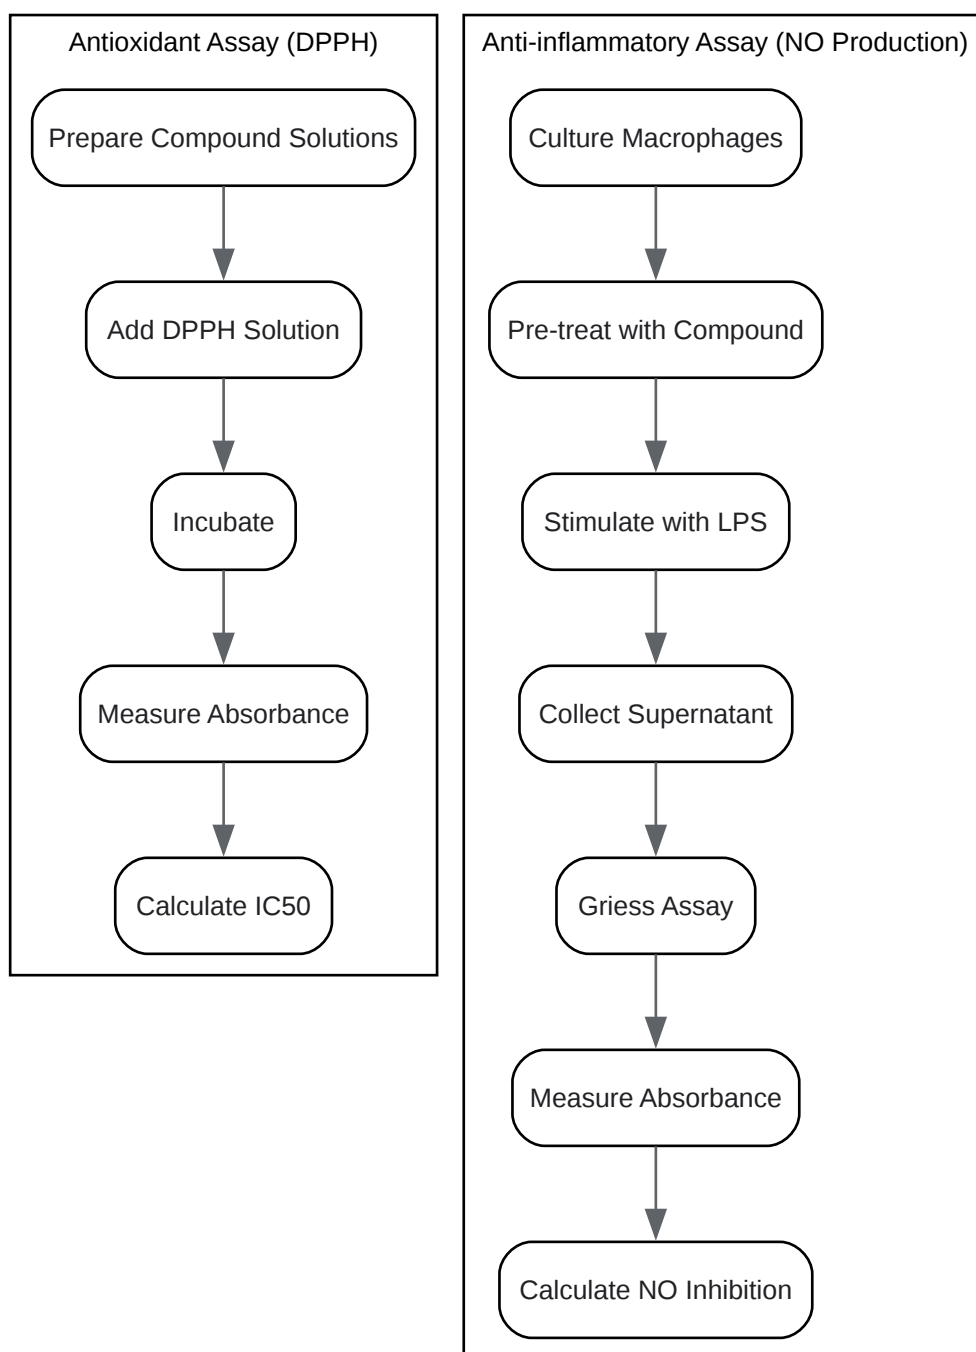 Antioxidant Assay (DPPH)
Prepare Compound Solutions
Add DPPH Solution
Incubate
Measure Absorbance
Calculate IC50
Anti-inflammatory Assay (NO Production)
Culture Macrophages
Pre-treat with Compound
Stimulate with LPS
Collect Supernatant
Griess Assay
Measure Absorbance
Calculate NO Inhibition